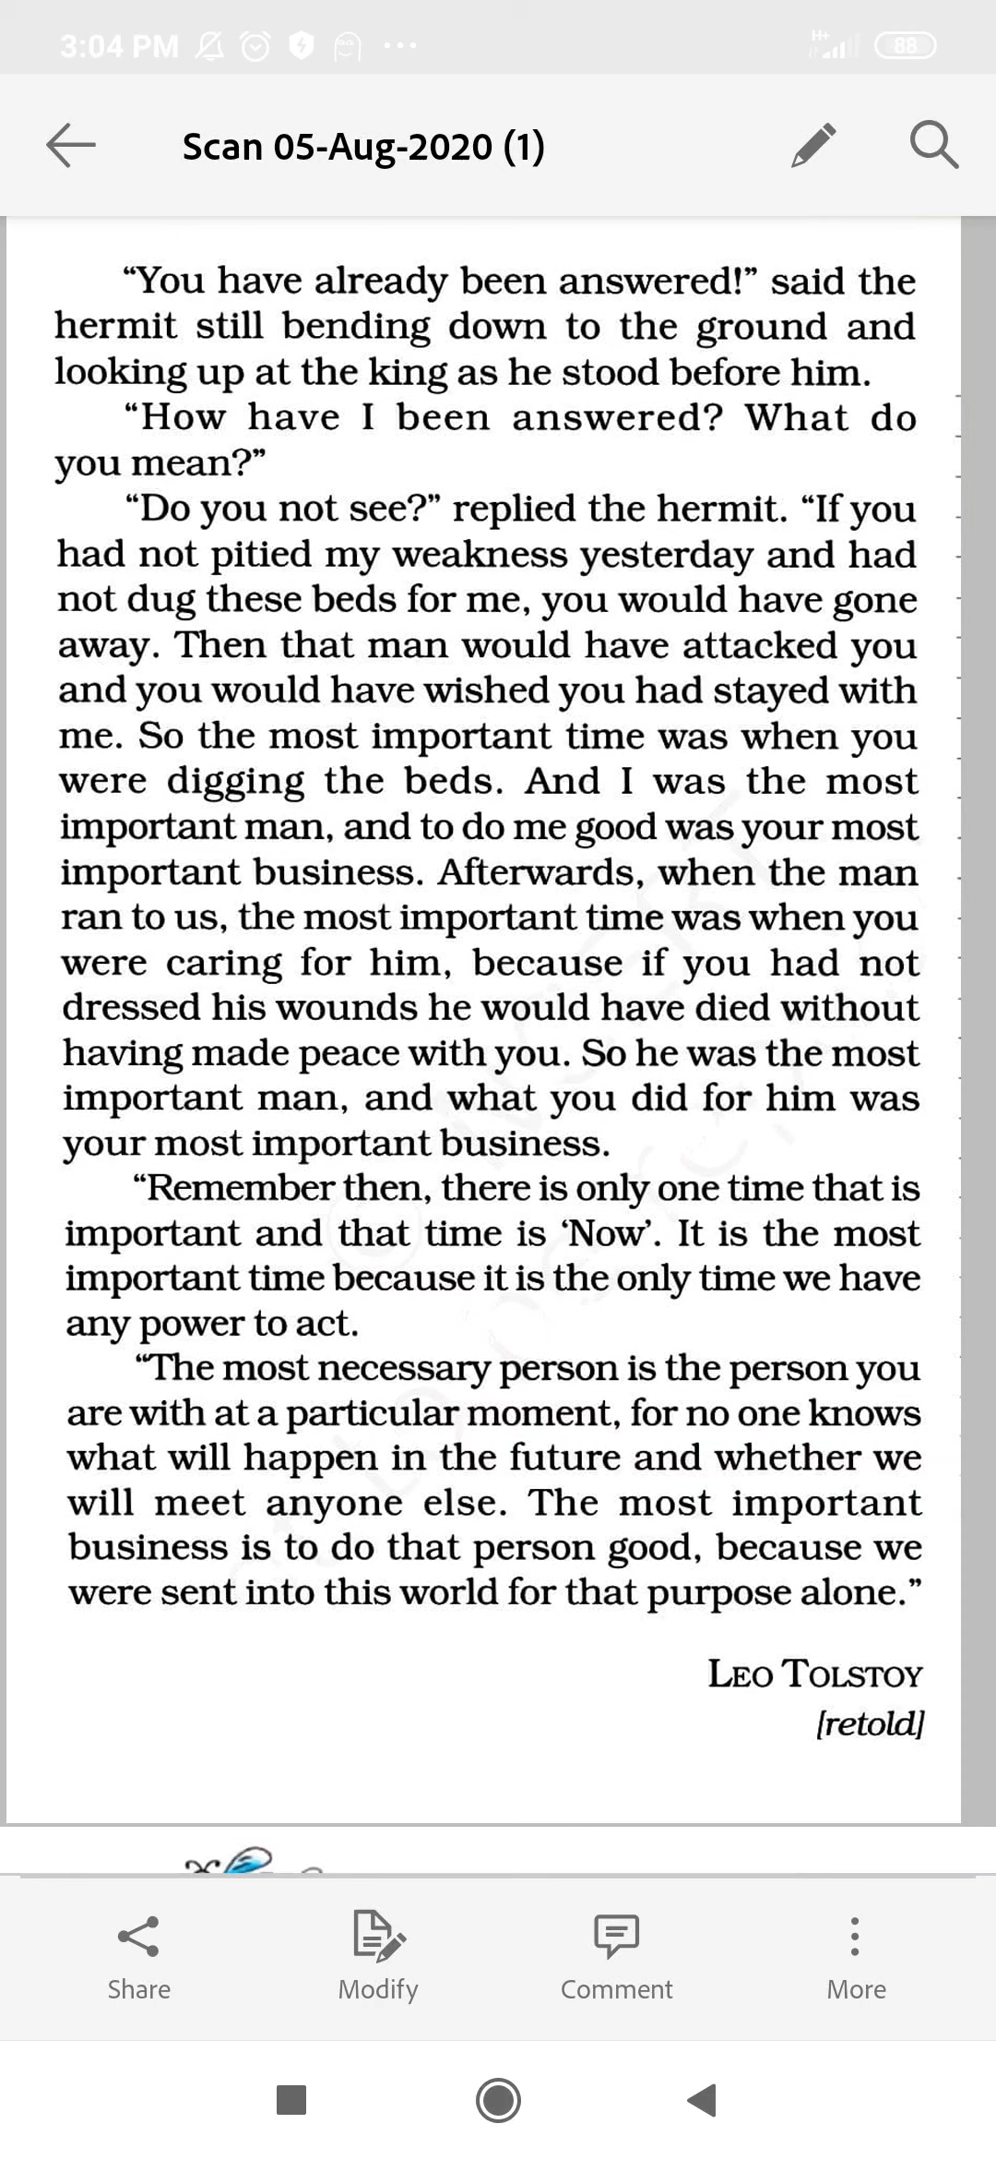 3:04 PM
H+
88
Scan 05-Aug-2020 (1)
“You have already been answered!” said the
hermit still bending down to the ground and
looking up at the king as he stood before him.
“How have I been answered? What do
you mean?”
“Do you not see?” replied the hermit. “If you
had not pitied my weakness yesterday and had
not dug these beds for me, you would have gone
away. Then that man would have attacked you
and you would have wished you had stayed with
me. So the most important time was when you
were digging the beds. And I was the most
important man, and to do me good was your most
important business. Afterwards, when the man
ran to us, the most important time was when you
were caring for him, because if you had not
dressed his wounds he would have died without
having made peace with you. So he was the most
important man, and what you did for him was
your most important business.
“Remember then, there is only one time that is
important and that time is ‘Now’. It is the most
important time because it is the only time we have
any power to act.
“The most necessary person is the person you
are with at a particular moment, for no one knows
what will happen in the future and whether we
will meet anyone else. The most important
business is to do that person good, because we
were sent into this world for that purpose alone.”
LEO TOLSTOY
[retold]
Share
Modify
Comment
More